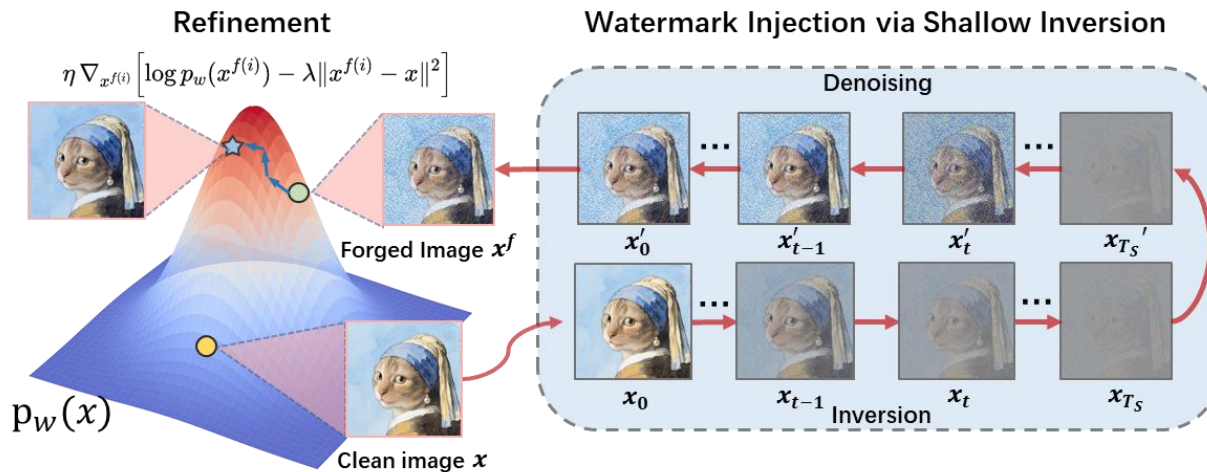 Refinement
η ∇_{x^{f(i)}} [log p_w(x^{f(i)}) − λ‖x^{f(i)} − x‖²]
Forged Image x^f
p_w(x)
Clean image x
Watermark Injection via Shallow Inversion
Denoising
... ...
x′_0 x′_{t−1} x′_t x_{T_S}′
... ...
x_0 x_{t−1} x_t x_{T_S}
Inversion